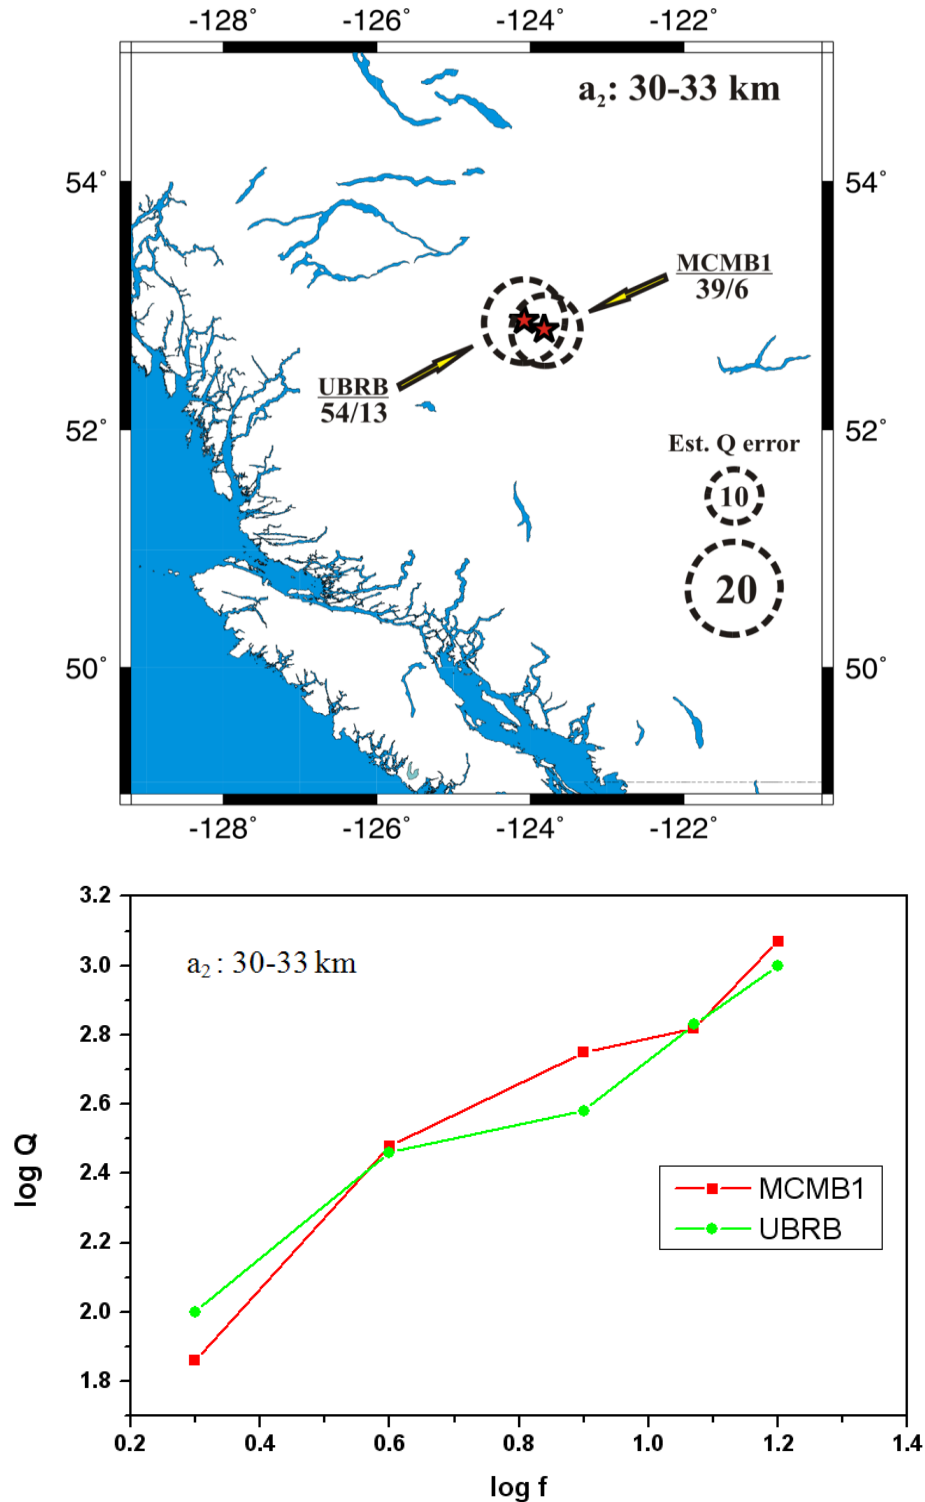 -128° -126° -124° -122°
a₂: 30-33 km
54° 54°
MCMB1
39/6
UBRB
54/13
52° 52°
Est. Q error
10
20
50° 50°
-128° -126° -124° -122°
3.2
a₂ : 30-33 km
3.0
2.8
2.6
2.4
2.2
2.0
1.8
log Q
MCMB1
UBRB
0.2 0.4 0.6 0.8 1.0 1.2 1.4
log f